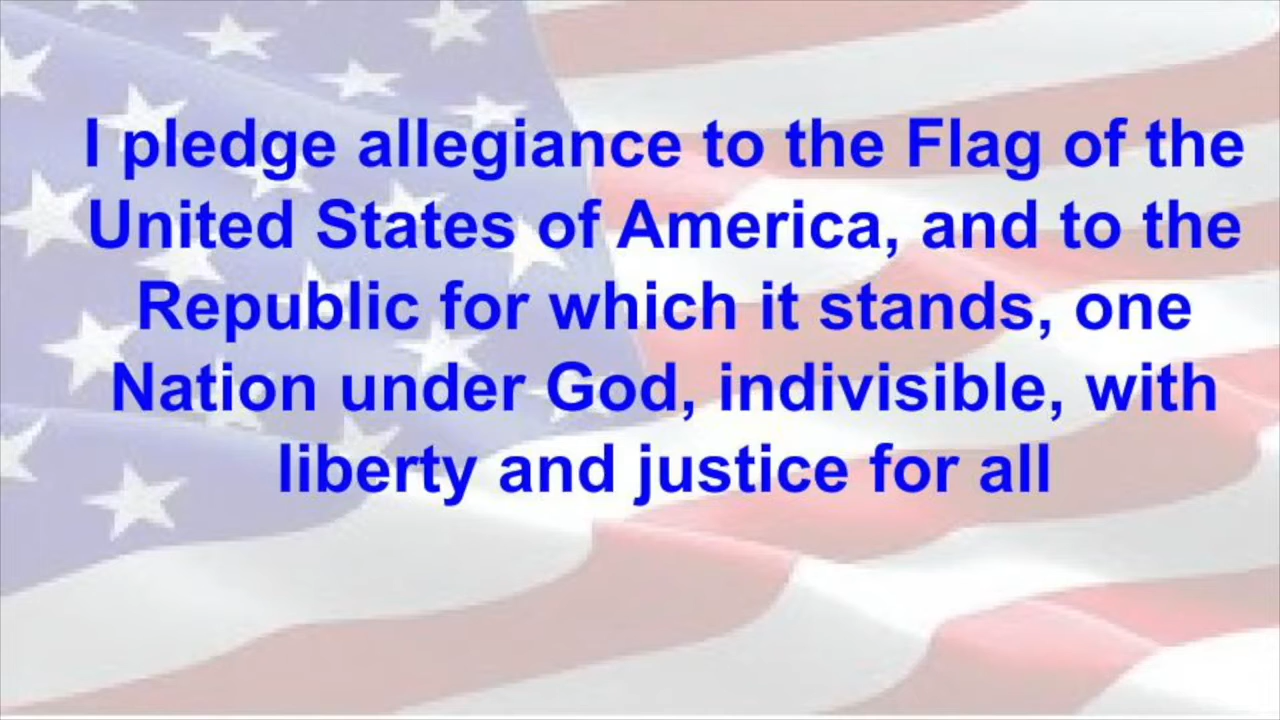 I pledge allegiance to the Flag of the
United States of America, and to the
Republic for which it stands, one
Nation under God, indivisible, with
liberty and justice for all